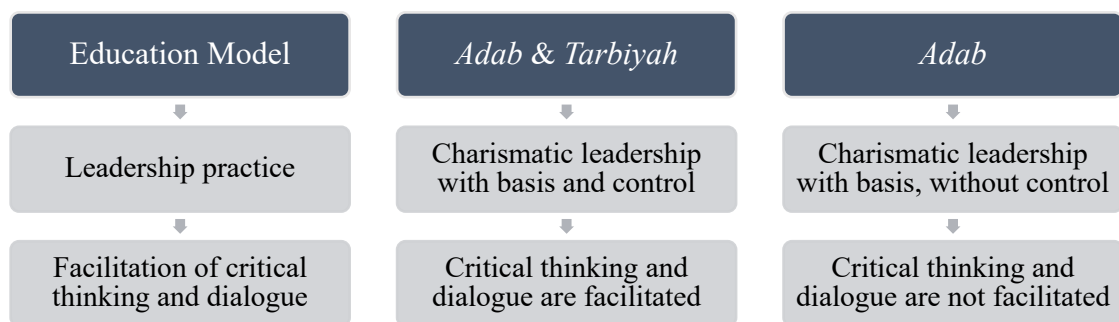 Education Model
Leadership practice
Facilitation of critical
thinking and dialogue
Adab & Tarbiyah
Charismatic leadership
with basis and control
Critical thinking and
dialogue are facilitated
Adab
Charismatic leadership
with basis, without control
Critical thinking and
dialogue are not facilitated